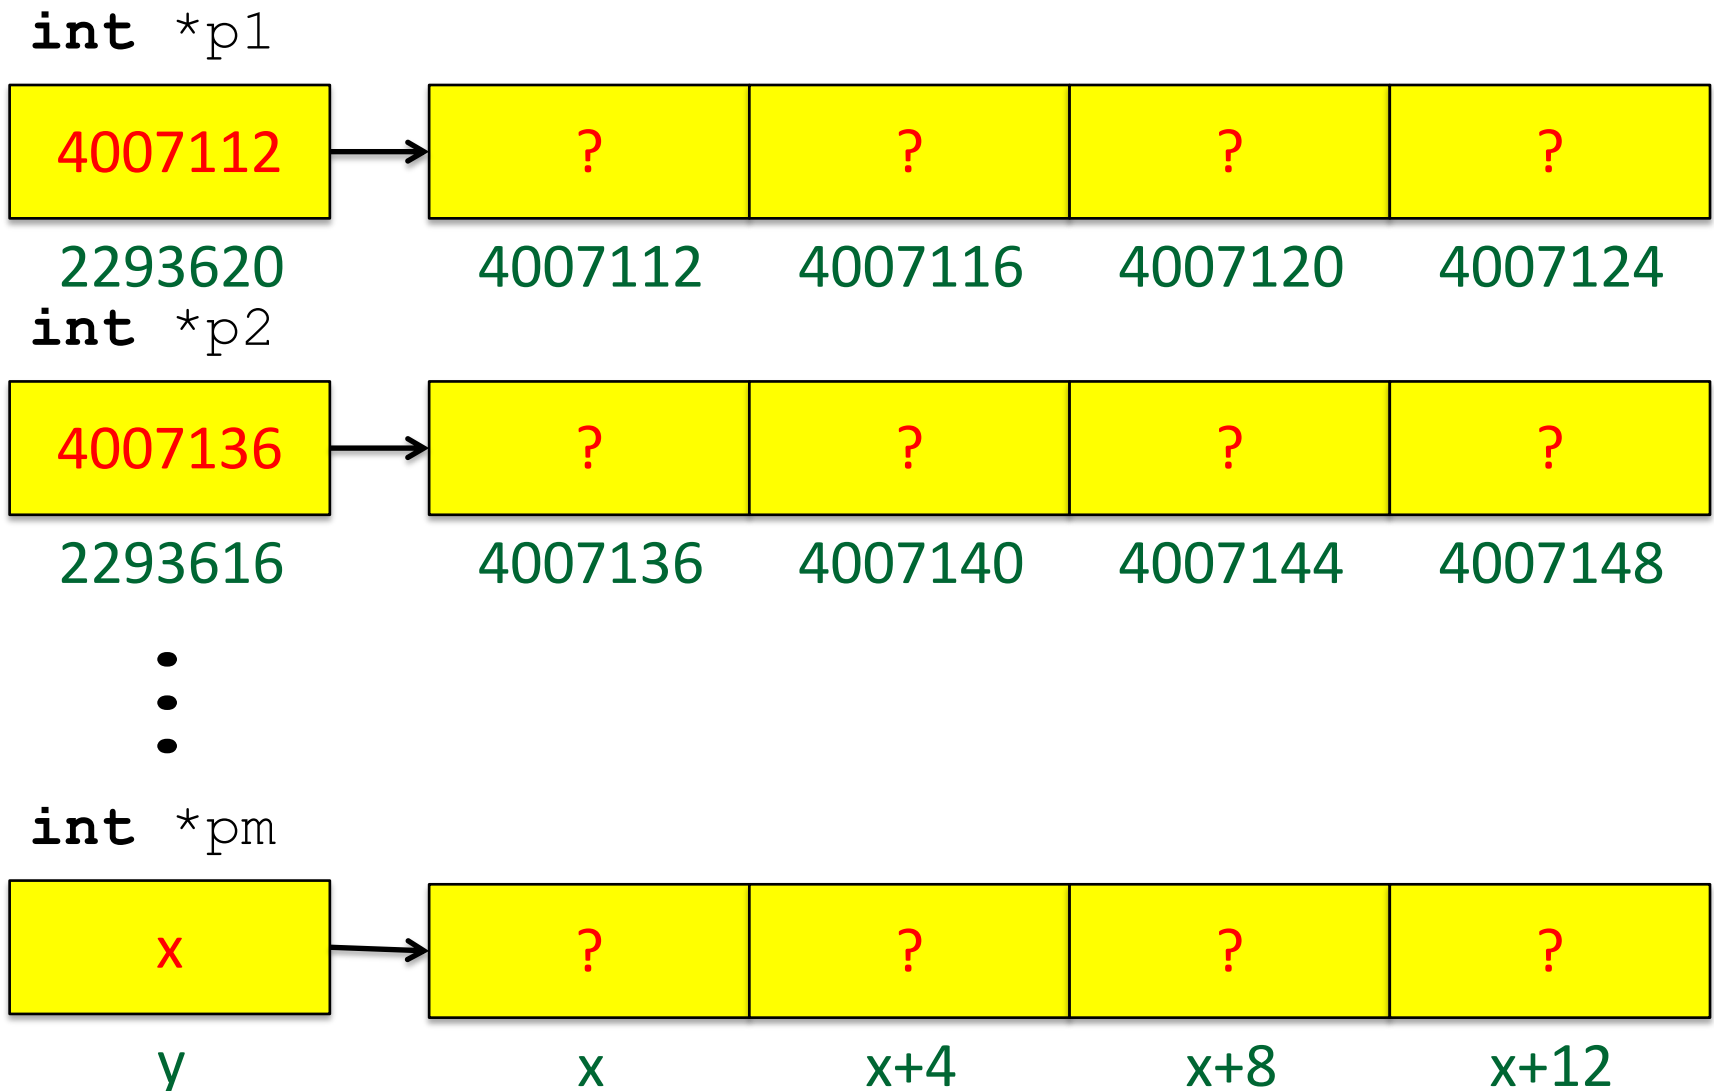 int *p1
4007112 ? ? ? ?
2293620 4007112 4007116 4007120 4007124
int *p2
4007136 ? ? ? ?
2293616 4007136 4007140 4007144 4007148
int *pm
x ? ? ? ?
y x x+4 x+8 x+12